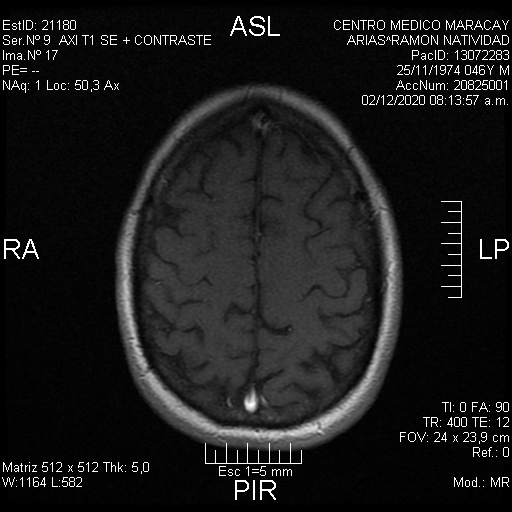 EstID: 21180
Ser.Nº 9 AXI T1 SE + CONTRASTE
Ima.Nº 17
PE= --
NAq: 1 Loc: 50,3 Ax
ASL
CENTRO MEDICO MARACAY
ARIAS^RAMON NATIVIDAD
PacID: 13072283
25/11/1974 046Y M
AccNum: 20825001
02/12/2020 08:13:57 a.m.
RA
LP
TI: 0 FA: 90
TR: 400 TE: 12
FOV: 24 x 23,9 cm
Ref.: 0
Mod.: MR
Matriz 512 x 512 Thk: 5,0
W:1164 L:582
Esc 1=5 mm
PIR